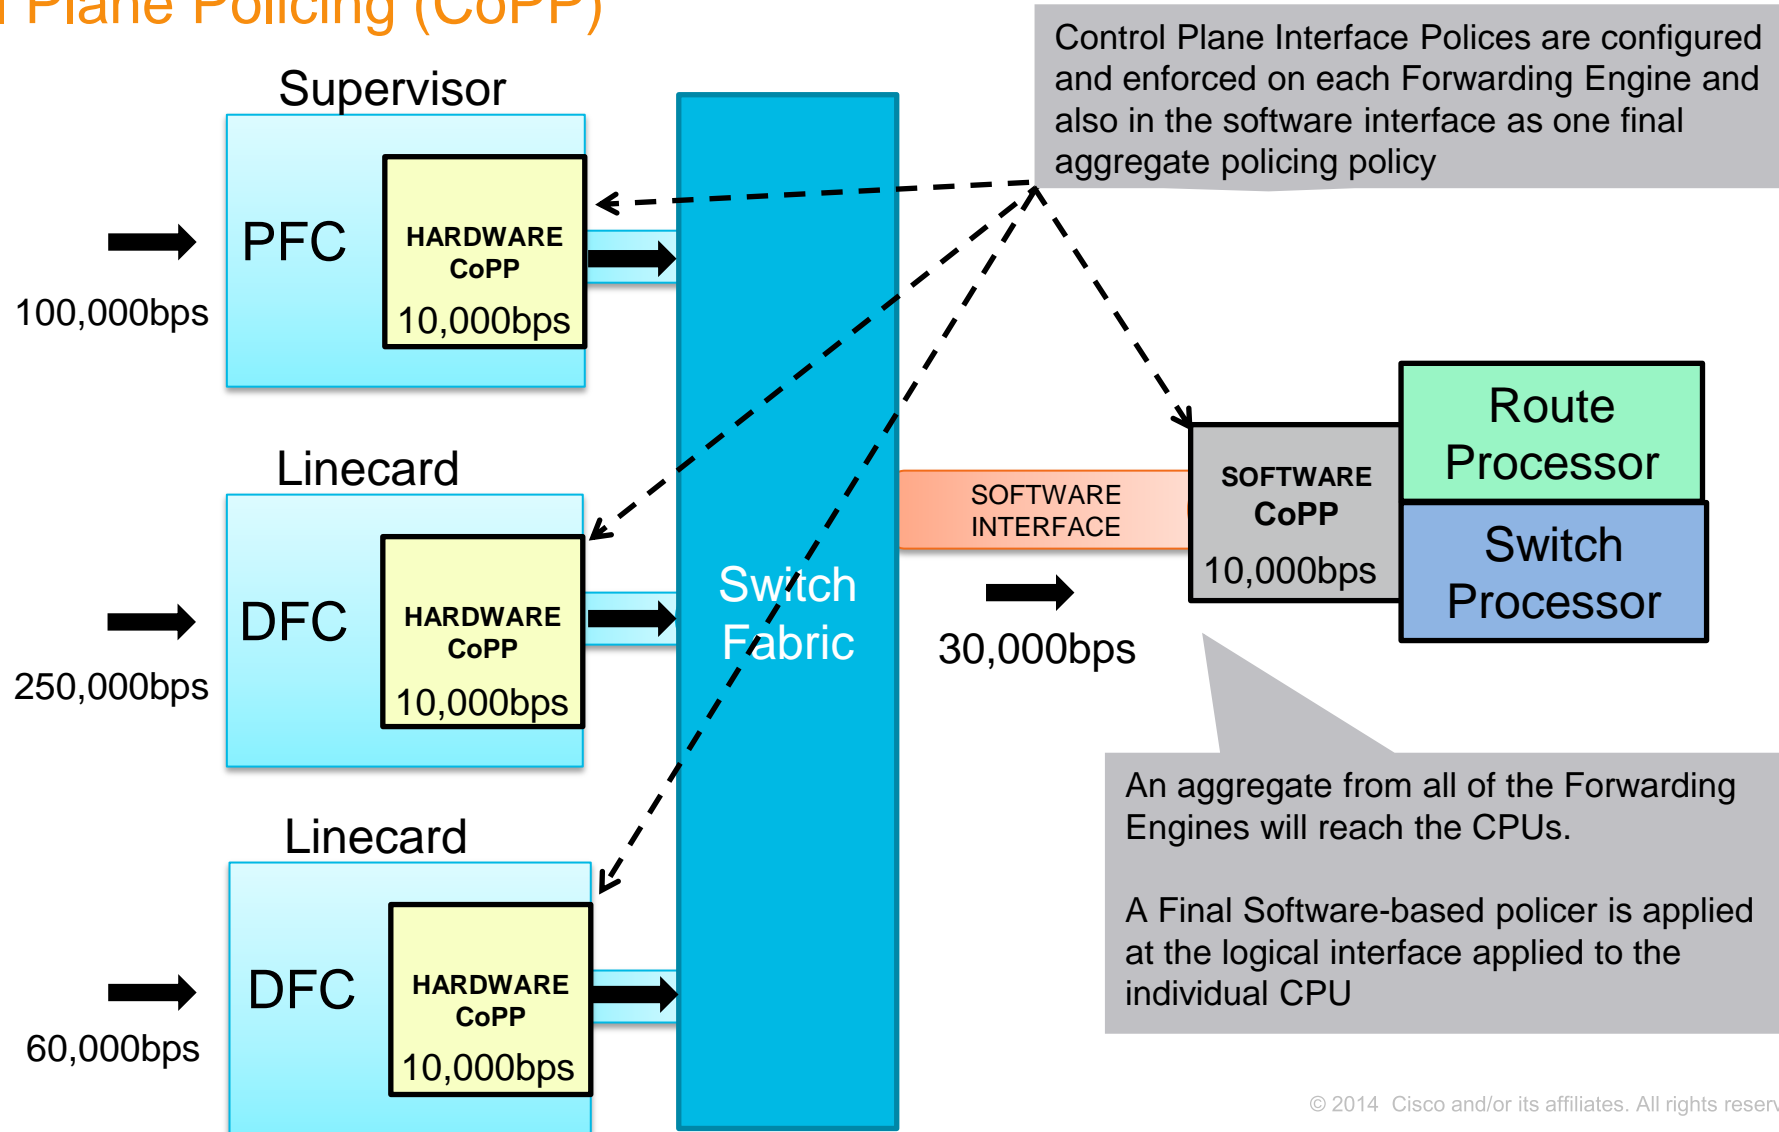 Plane Policing (CoPP)
Control Plane Interface Polices are configured
and enforced on each Forwarding Engine and
also in the software interface as one final
aggregate policing policy
Supervisor
PFC
HARDWARE
CoPP
10,000bps
100,000bps
Linecard
DFC
HARDWARE
CoPP
10,000bps
250,000bps
Linecard
DFC
HARDWARE
CoPP
10,000bps
60,000bps
Switch
Fabric
SOFTWARE
INTERFACE
30,000bps
SOFTWARE
CoPP
10,000bps
Route
Processor
Switch
Processor
An aggregate from all of the Forwarding
Engines will reach the CPUs.
A Final Software-based policer is applied
at the logical interface applied to the
individual CPU
© 2014 Cisco and/or its affiliates. All rights reserv